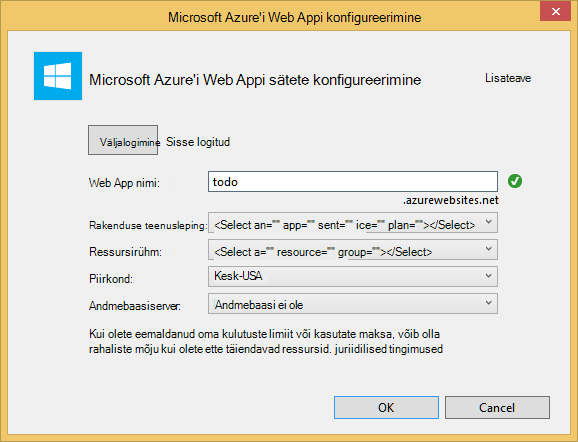 Microsoft Azure'i Web Appi konfigureerimine
Microsoft Azure'i Web Appi sätete konfigureerimine
Lisateave
Väljalogimine Sisse logitud
Web App nimi: todo
.azurewebsites.net
Rakenduse teenusleping: <Select an="" app="" sent="" ice="" plan=""></Select>
Ressursirühm: <Select a="" resource="" group=""></Select>
Piirkond: Kesk-USA
Andmebaasiserver: Andmebaasi ei ole
Kui olete eemaldanud oma kulutuste limiit või kasutate maksa, võib olla
rahaliste mõju kui olete ette täiendavad ressursid. juriidilised tingimused
OK Cancel